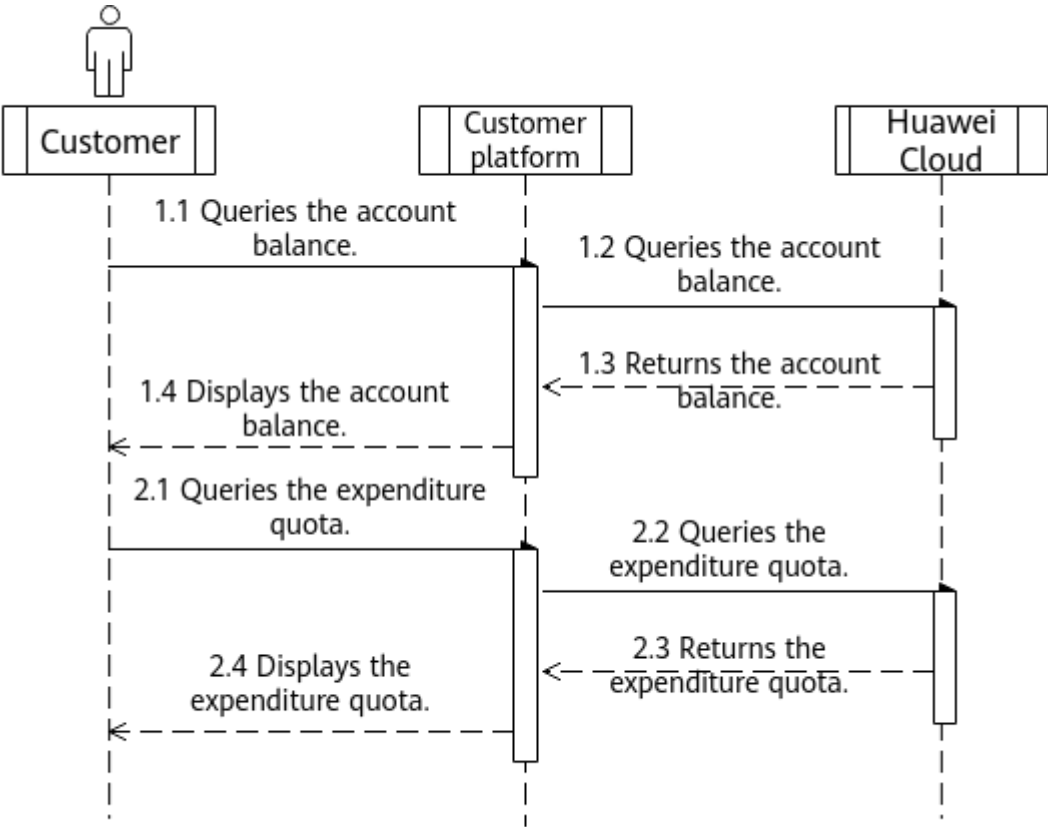 Customer
Customer
platform
Huawei
Cloud
1.1 Queries the account
balance.
1.2 Queries the account
balance.
1.3 Returns the account
balance.
1.4 Displays the account
balance.
2.1 Queries the expenditure
quota.
2.2 Queries the
expenditure quota.
2.3 Returns the
expenditure quota.
2.4 Displays the
expenditure quota.